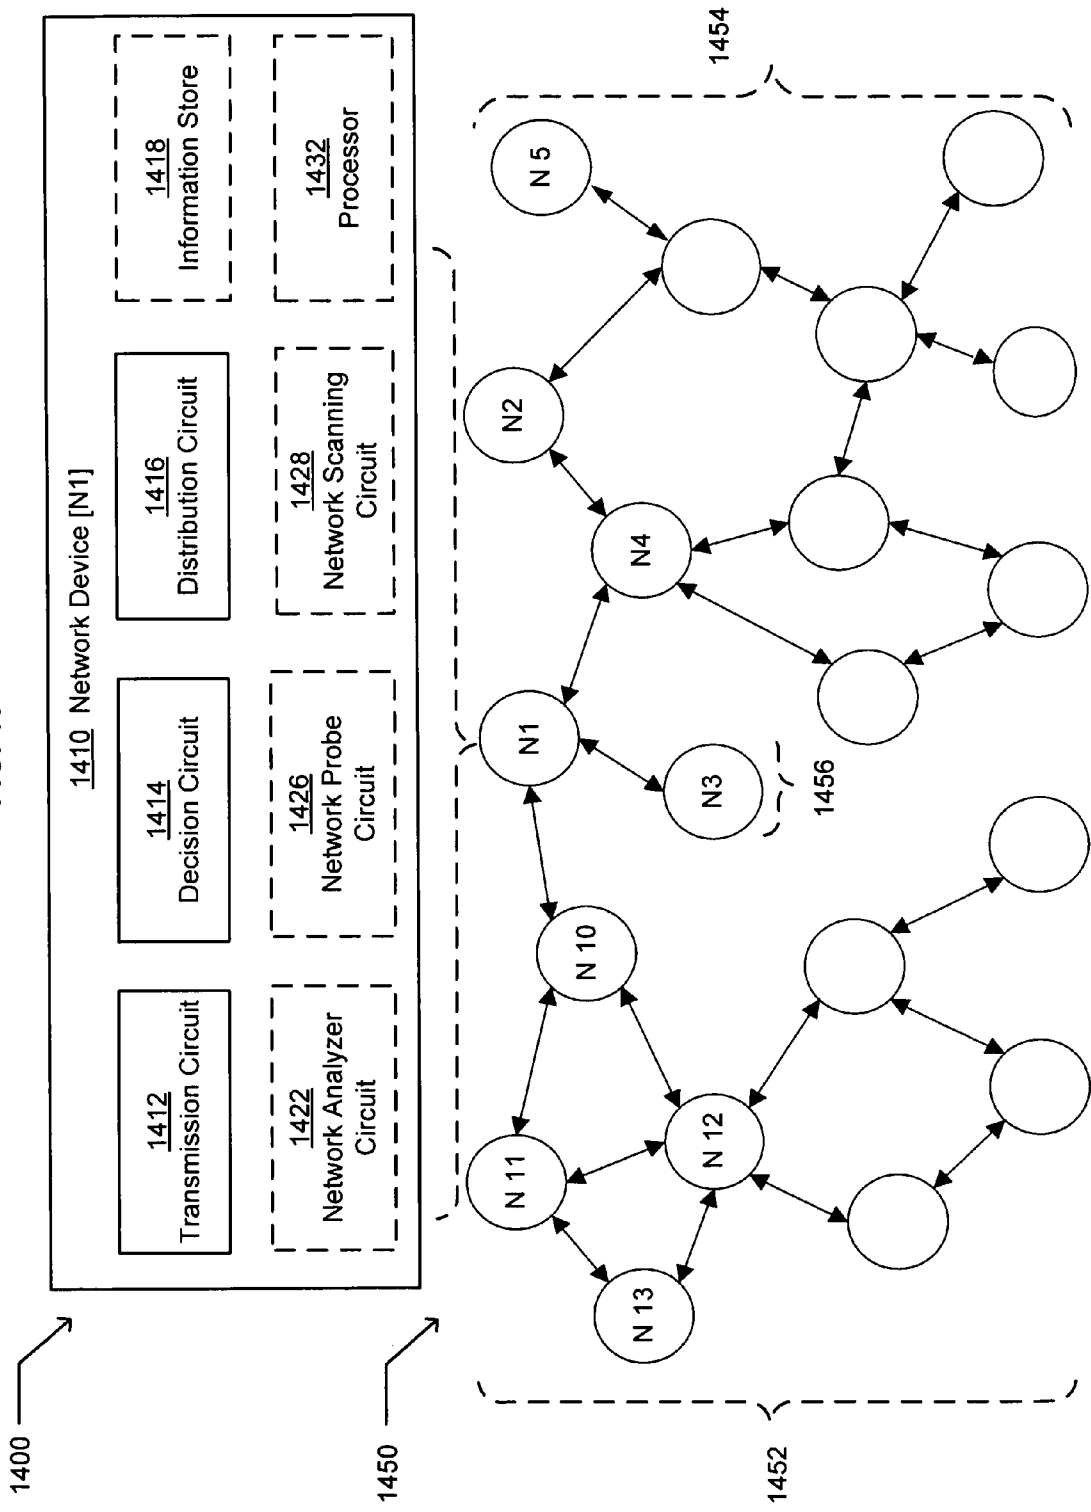 1400
1410 Network Device [N1]
1412
Transmission Circuit
1414
Decision Circuit
1416
Distribution Circuit
1418
Information Store
1422
Network Analyzer
Circuit
1426
Network Probe
Circuit
1428
Network Scanning
Circuit
1432
Processor
1450
N 11
N 10
N1
N2
N 5
N 13
N 12
N3
N4
1456
1452
1454